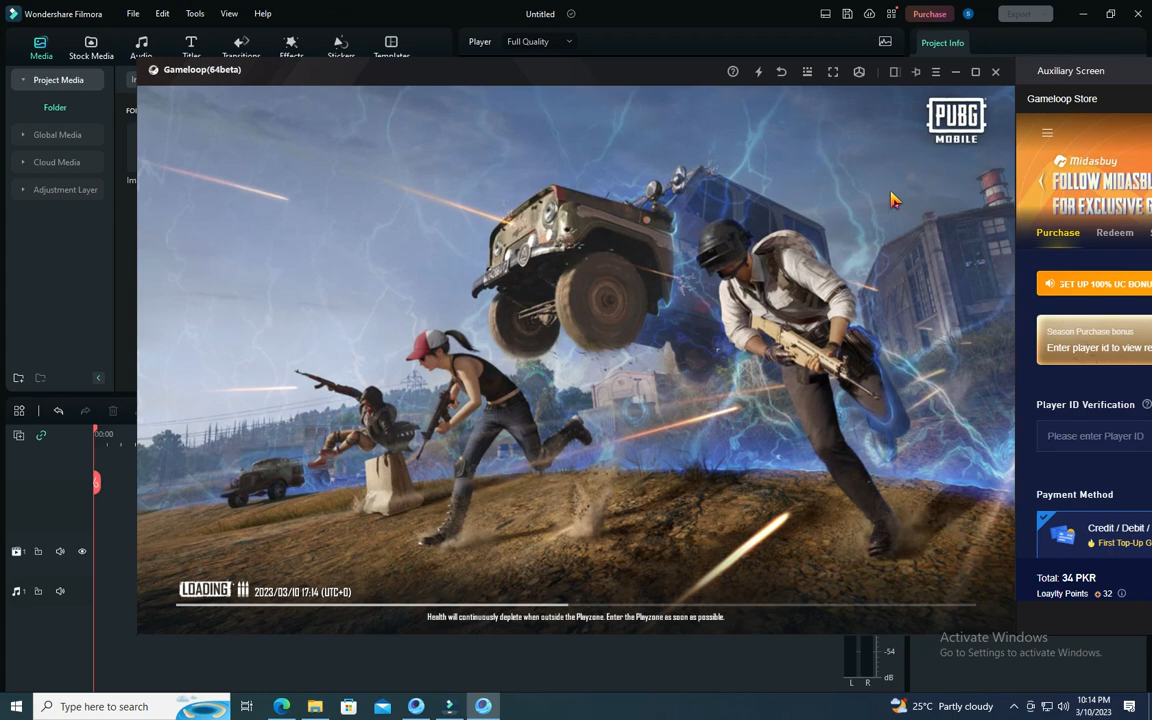 Wondershare Filmora
File
Edit
Tools
View
Help
Untitled
Purchase
S
Export
Media
Stock Media
Audio
Titles
Transitions
Effects
Stickers
Templates
Player
Full Quality
Project Info
Project Media
Folder
Global Media
Cloud Media
Adjustment Layer
Gameloop(64beta)
PUBG
MOBILE
LOADING 2023/03/10 17:14 (UTC+0)
Health will continuously deplete when outside the Playzone. Enter the Playzone as soon as possible.
Auxiliary Screen
Gameloop Store
Midasbuy
FOLLOW MIDASBU
FOR EXCLUSIVE G
Purchase
Redeem
GET UP 100% UC BONU
Season Purchase bonus
Enter player id to view re
Player ID Verification
Please enter Player ID
Payment Method
Credit / Debit /
First Top-Up G
Total: 34 PKR
Loaylty Points 32
00:00
1
1
-54
L R dB
Activate Windows
Go to Settings to activate Windows.
Type here to search
25°C Partly cloudy
10:14 PM
3/10/2023